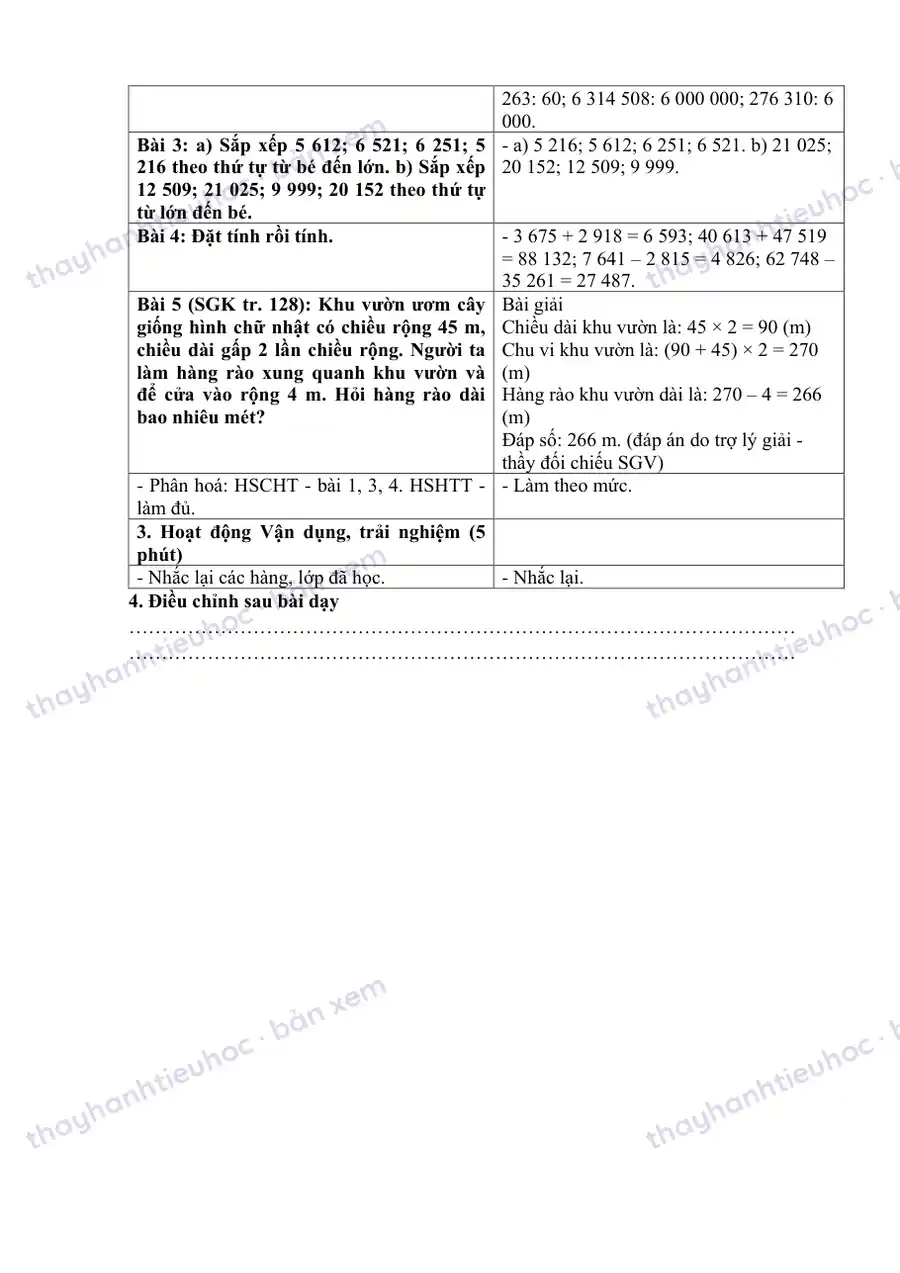 263: 60; 6 314 508: 6 000 000; 276 310: 6
000.
Bài 3: a) Sắp xếp 5 612; 6 521; 6 251; 5
216 theo thứ tự từ bé đến lớn. b) Sắp xếp
12 509; 21 025; 9 999; 20 152 theo thứ tự
từ lớn đến bé.
- a) 5 216; 5 612; 6 251; 6 521. b) 21 025;
20 152; 12 509; 9 999.
Bài 4: Đặt tính rồi tính.
- 3 675 + 2 918 = 6 593; 40 613 + 47 519
= 88 132; 7 641 – 2 815 = 4 826; 62 748 –
35 261 = 27 487.
Bài 5 (SGK tr. 128): Khu vườn ươm cây
giống hình chữ nhật có chiều rộng 45 m,
chiều dài gấp 2 lần chiều rộng. Người ta
làm hàng rào xung quanh khu vườn và
để cửa vào rộng 4 m. Hỏi hàng rào dài
bao nhiêu mét?
Bài giải
Chiều dài khu vườn là: 45 × 2 = 90 (m)
Chu vi khu vườn là: (90 + 45) × 2 = 270
(m)
Hàng rào khu vườn dài là: 270 – 4 = 266
(m)
Đáp số: 266 m. (đáp án do trợ lý giải -
thầy đối chiếu SGV)
- Phân hoá: HSCHT - bài 1, 3, 4. HSHTT -
làm đủ.
- Làm theo mức.
3. Hoạt động Vận dụng, trải nghiệm (5
phút)
- Nhắc lại các hàng, lớp đã học.
- Nhắc lại.
4. Điều chỉnh sau bài dạy
thayhanhtieuhoc · bản xem
thayhanhtieuhoc · b
thayhanhtieuhoc · bản xem
thayhanhtieuhoc · b
thayhanhtieuhoc · bản xem
thayhanhtieuhoc · b